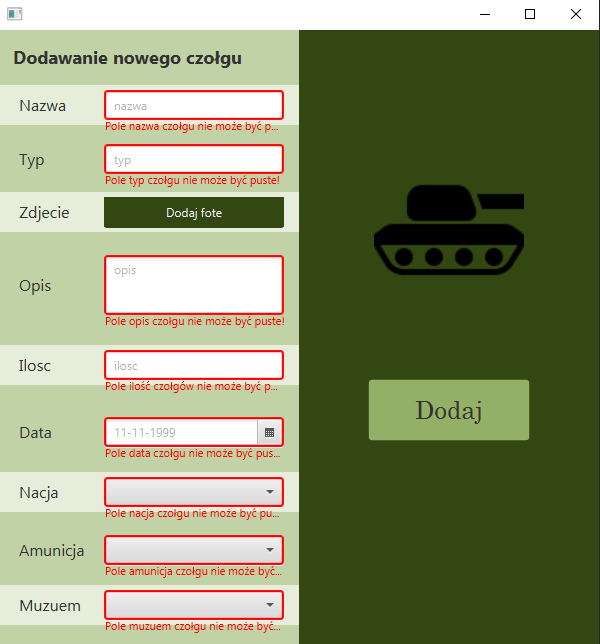 Dodawanie nowego czołgu
Nazwa
nazwa
Pole nazwa czołgu nie może być p...
Typ
typ
Pole typ czołgu nie może być puste!
Zdjecie
Dodaj fote
Opis
opis
Pole opis czołgu nie może być puste!
Ilosc
ilosc
Pole ilość czołgów nie może być p...
Data
11-11-1999
Pole data czołgu nie może być pus...
Nacja
Pole nacja czołgu nie może być pu...
Amunicja
Pole amunicja czołgu nie może być...
Muzuem
Pole muzuem czołgu nie może być...
Dodaj